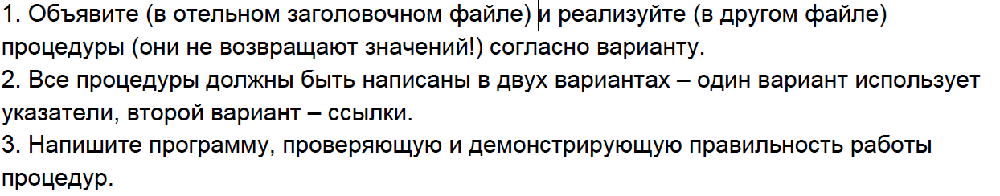 1. Объявите (в отельном заголовочном файле) и реализуйте (в другом файле)
процедуры (они не возвращают значений!) согласно варианту.
2. Все процедуры должны быть написаны в двух вариантах – один вариант использует
указатели, второй вариант – ссылки.
3. Напишите программу, проверяющую и демонстрирующую правильность работы
процедур.